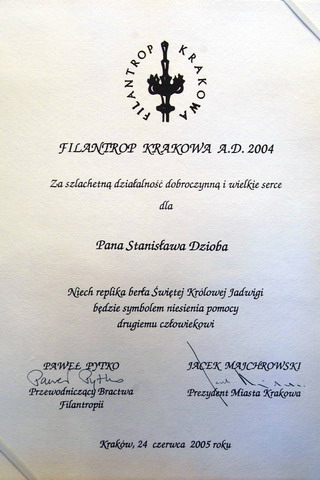 FILANTROP KRAKOWA
FILANTROP KRAKOWA A.D. 2004
Za szlachetną działalność dobroczynną i wielkie serce
dla
Pana Stanisława Dzioba
Niech replika berła Świętej Królowej Jadwigi
będzie symbolem niesienia pomocy
drugiemu człowiekowi
PAWEŁ PYTKO
Paweł Pytko
Przewodniczący Bractwa
Filantropii
JACEK MAJCHROWSKI
Prezydent Miasta Krakowa
Kraków, 24 czerwca 2005 roku